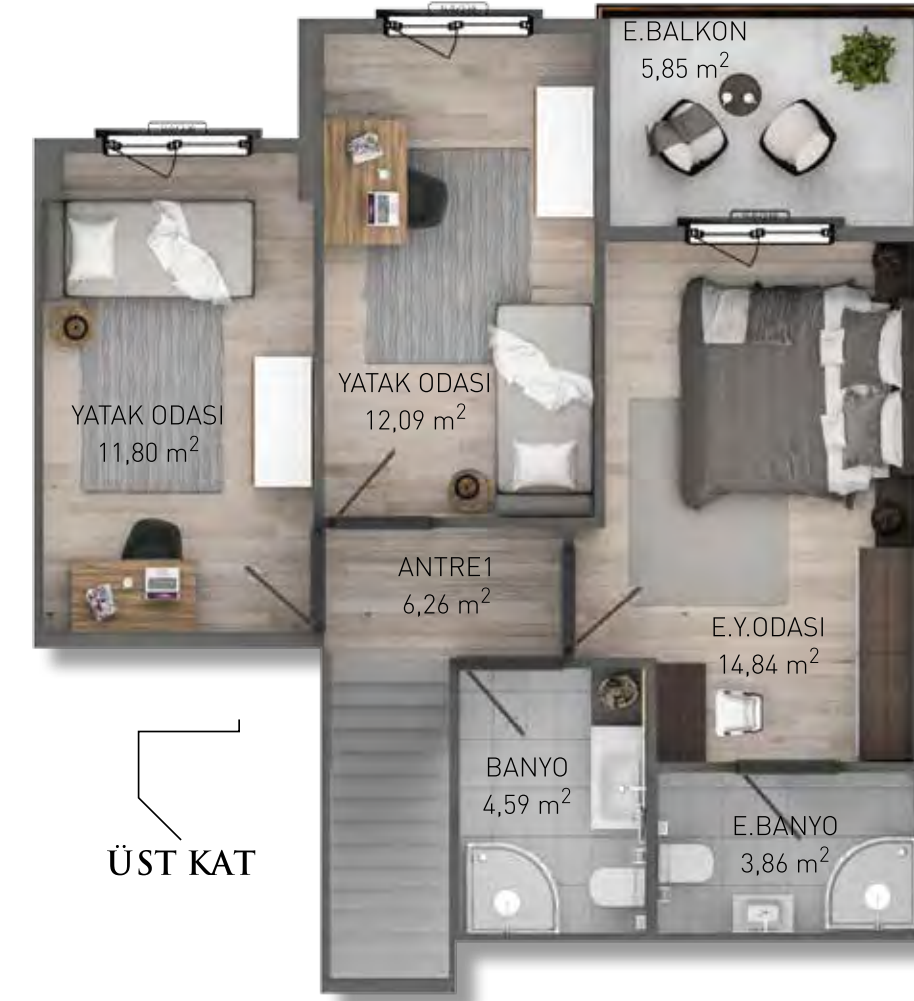 E.BALKON
5,85 m²
YATAK ODASI
12,09 m²
YATAK ODASI
11,80 m²
ANTRE1
6,26 m²
E.Y.ODASI
14,84 m²
BANYO
4,59 m²
E.BANYO
3,86 m²
ÜST KAT